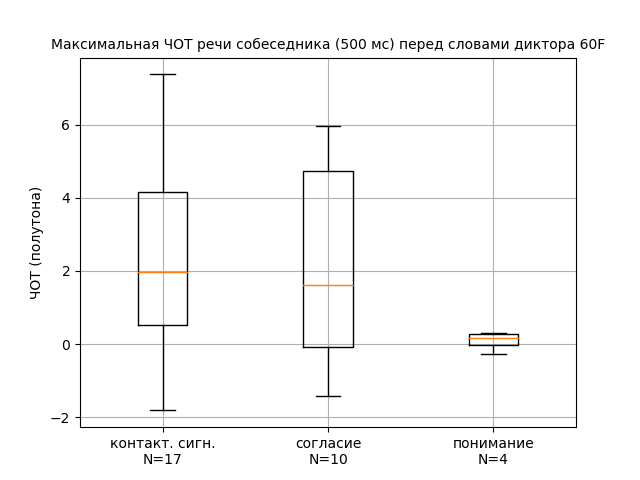 Максимальная ЧОТ речи собеседника (500 мс) перед словами диктора 60F
ЧОТ (полутона)
6
4
2
0
−2
контакт. сигн.
N=17
согласие
N=10
понимание
N=4